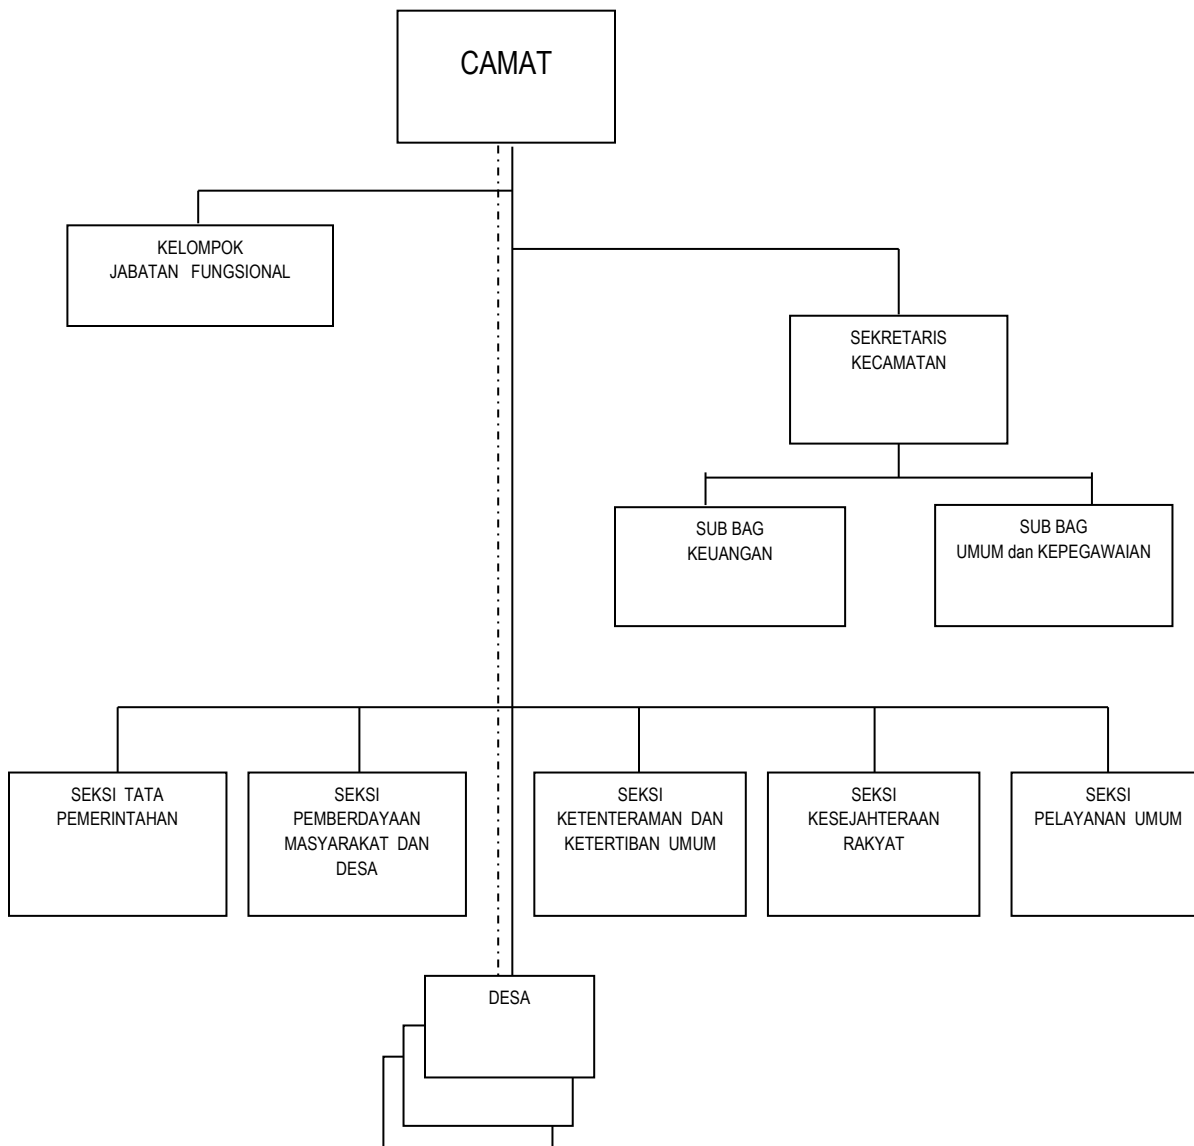 CAMAT
KELOMPOK
JABATAN FUNGSIONAL
SEKRETARIS
KECAMATAN
SUB BAG
KEUANGAN
SUB BAG
UMUM dan KEPEGAWAIAN
SEKSI TATA
PEMERINTAHAN
SEKSI
PEMBERDAYAAN
MASYARAKAT DAN
DESA
SEKSI
KETENTERAMAN DAN
KETERTIBAN UMUM
SEKSI
KESEJAHTERAAN
RAKYAT
SEKSI
PELAYANAN UMUM
DESA